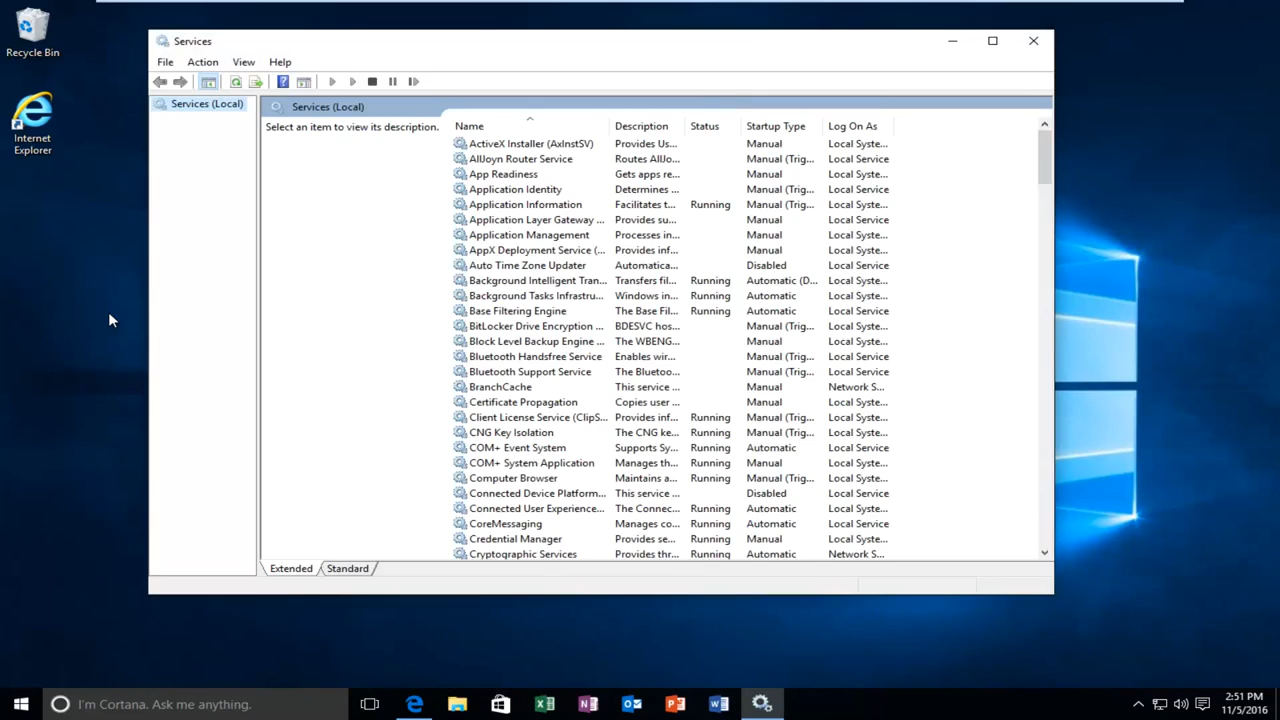 Recycle Bin
Internet
Explorer
Services
File Action View Help
Services (Local)
Services (Local)
Select an item to view its description.
Name Description Status Startup Type Log On As
ActiveX Installer (AxInstSV) Provides Us... Manual Local Syste...
AllJoyn Router Service Routes AllJo... Manual (Trig... Local Service
App Readiness Gets apps re... Manual Local Syste...
Application Identity Determines ... Manual (Trig... Local Service
Application Information Facilitates t... Running Manual (Trig... Local Syste...
Application Layer Gateway ... Provides su... Manual Local Service
Application Management Processes in... Manual Local Syste...
AppX Deployment Service (... Provides inf... Manual Local Syste...
Auto Time Zone Updater Automatica... Disabled Local Service
Background Intelligent Tran... Transfers fil... Running Automatic (D... Local Syste...
Background Tasks Infrastru... Windows in... Running Automatic Local Syste...
Base Filtering Engine The Base Fil... Running Automatic Local Service
BitLocker Drive Encryption ... BDESVC hos... Manual (Trig... Local Syste...
Block Level Backup Engine ... The WBENG... Manual Local Syste...
Bluetooth Handsfree Service Enables wir... Manual (Trig... Local Service
Bluetooth Support Service The Bluetoo... Manual (Trig... Local Service
BranchCache This service ... Manual Network S...
Certificate Propagation Copies user ... Manual Local Syste...
Client License Service (ClipS... Provides inf... Running Manual (Trig... Local Syste...
CNG Key Isolation The CNG ke... Running Manual (Trig... Local Syste...
COM+ Event System Supports Sy... Running Automatic Local Service
COM+ System Application Manages th... Running Manual Local Syste...
Computer Browser Maintains a... Running Manual (Trig... Local Syste...
Connected Device Platform... This service ... Disabled Local Service
Connected User Experience... The Connec... Running Automatic Local Syste...
CoreMessaging Manages co... Running Automatic Local Service
Credential Manager Provides se... Running Manual Local Syste...
Cryptographic Services Provides thr... Running Automatic Network S...
Extended Standard
I'm Cortana. Ask me anything.
2:51 PM
11/5/2016